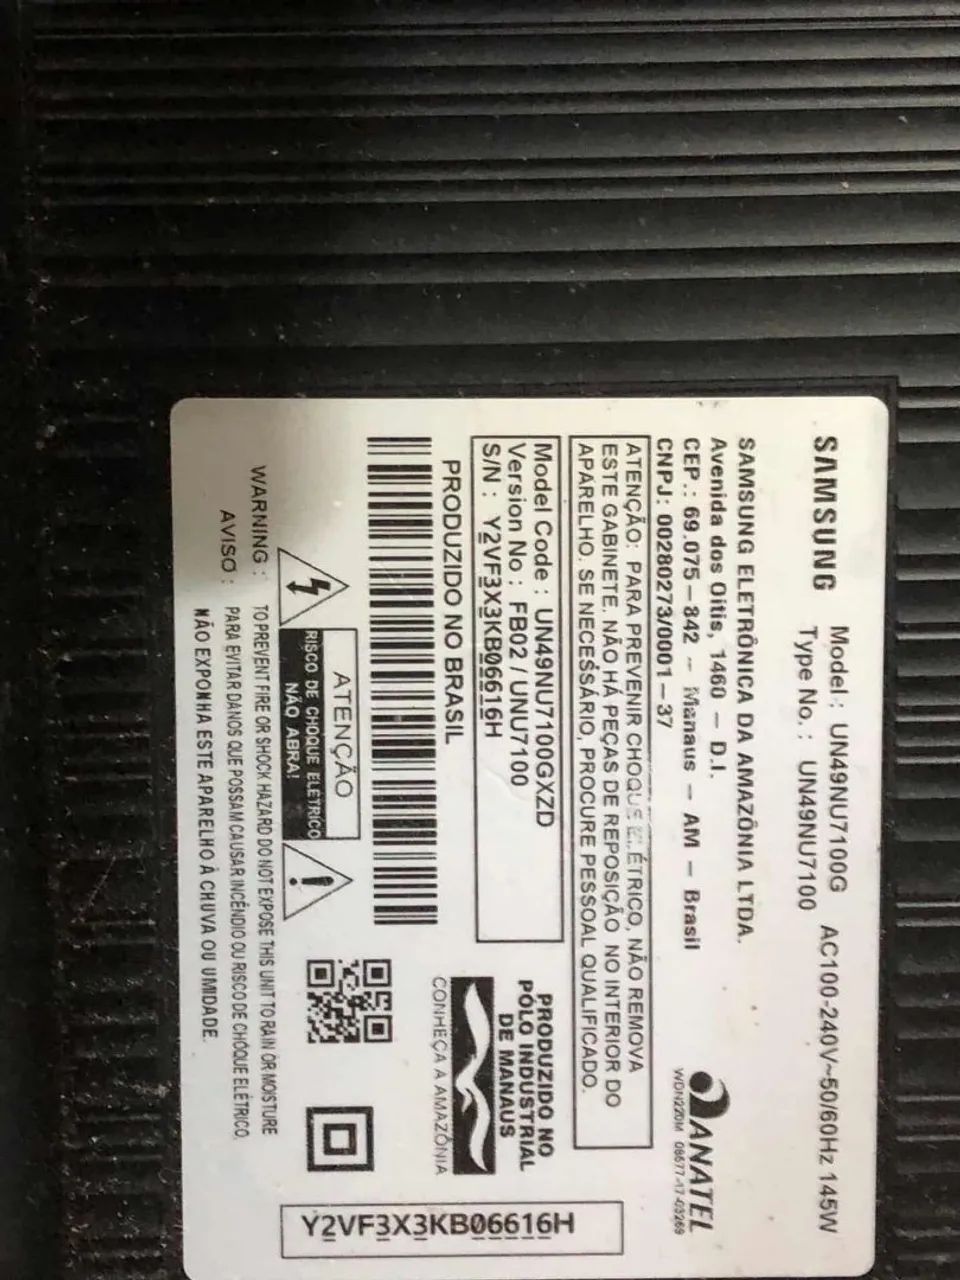 SAMSUNG
Model : UN49NU7100G AC100-240V~50/60Hz 145W
Type No. : UN49NU7100
SAMSUNG ELETRÔNICA DA AMAZÔNIA LTDA.
Avenida dos Oitis, 1460 – D.I.
CEP.: 69.075-842 – Manaus – AM – Brasil
CNPJ: 00280273/0001-37
ANATEL
WDN220M 08677-17-03269
ATENÇÃO: PARA PREVENIR CHOQUE ELÉTRICO, NÃO REMOVA
ESTE GABINETE. NÃO HÁ PEÇAS DE REPOSIÇÃO NO INTERIOR DO
APARELHO. SE NECESSÁRIO, PROCURE PESSOAL QUALIFICADO.
Model Code : UN49NU7100GXZD
Version No : FB02 / UNU7100
S/N : Y2VF3X3KB06616H
PRODUZIDO NO BRASIL
PRODUZIDO NO
PÓLO INDUSTRIAL
DE MANAUS
CONHEÇA A AMAZÔNIA
ATENÇÃO
RISCO DE CHOQUE ELÉTRICO
NÃO ABRA!
WARNING : TO PREVENT FIRE OR SHOCK HAZARD DO NOT EXPOSE THIS UNIT TO RAIN OR MOISTURE
AVISO : PARA EVITAR DANOS QUE POSSAM CAUSAR INCÊNDIO OU RISCO DE CHOQUE ELÉTRICO,
NÃO EXPONHA ESTE APARELHO À CHUVA OU UMIDADE.
Y2VF3X3KB06616H